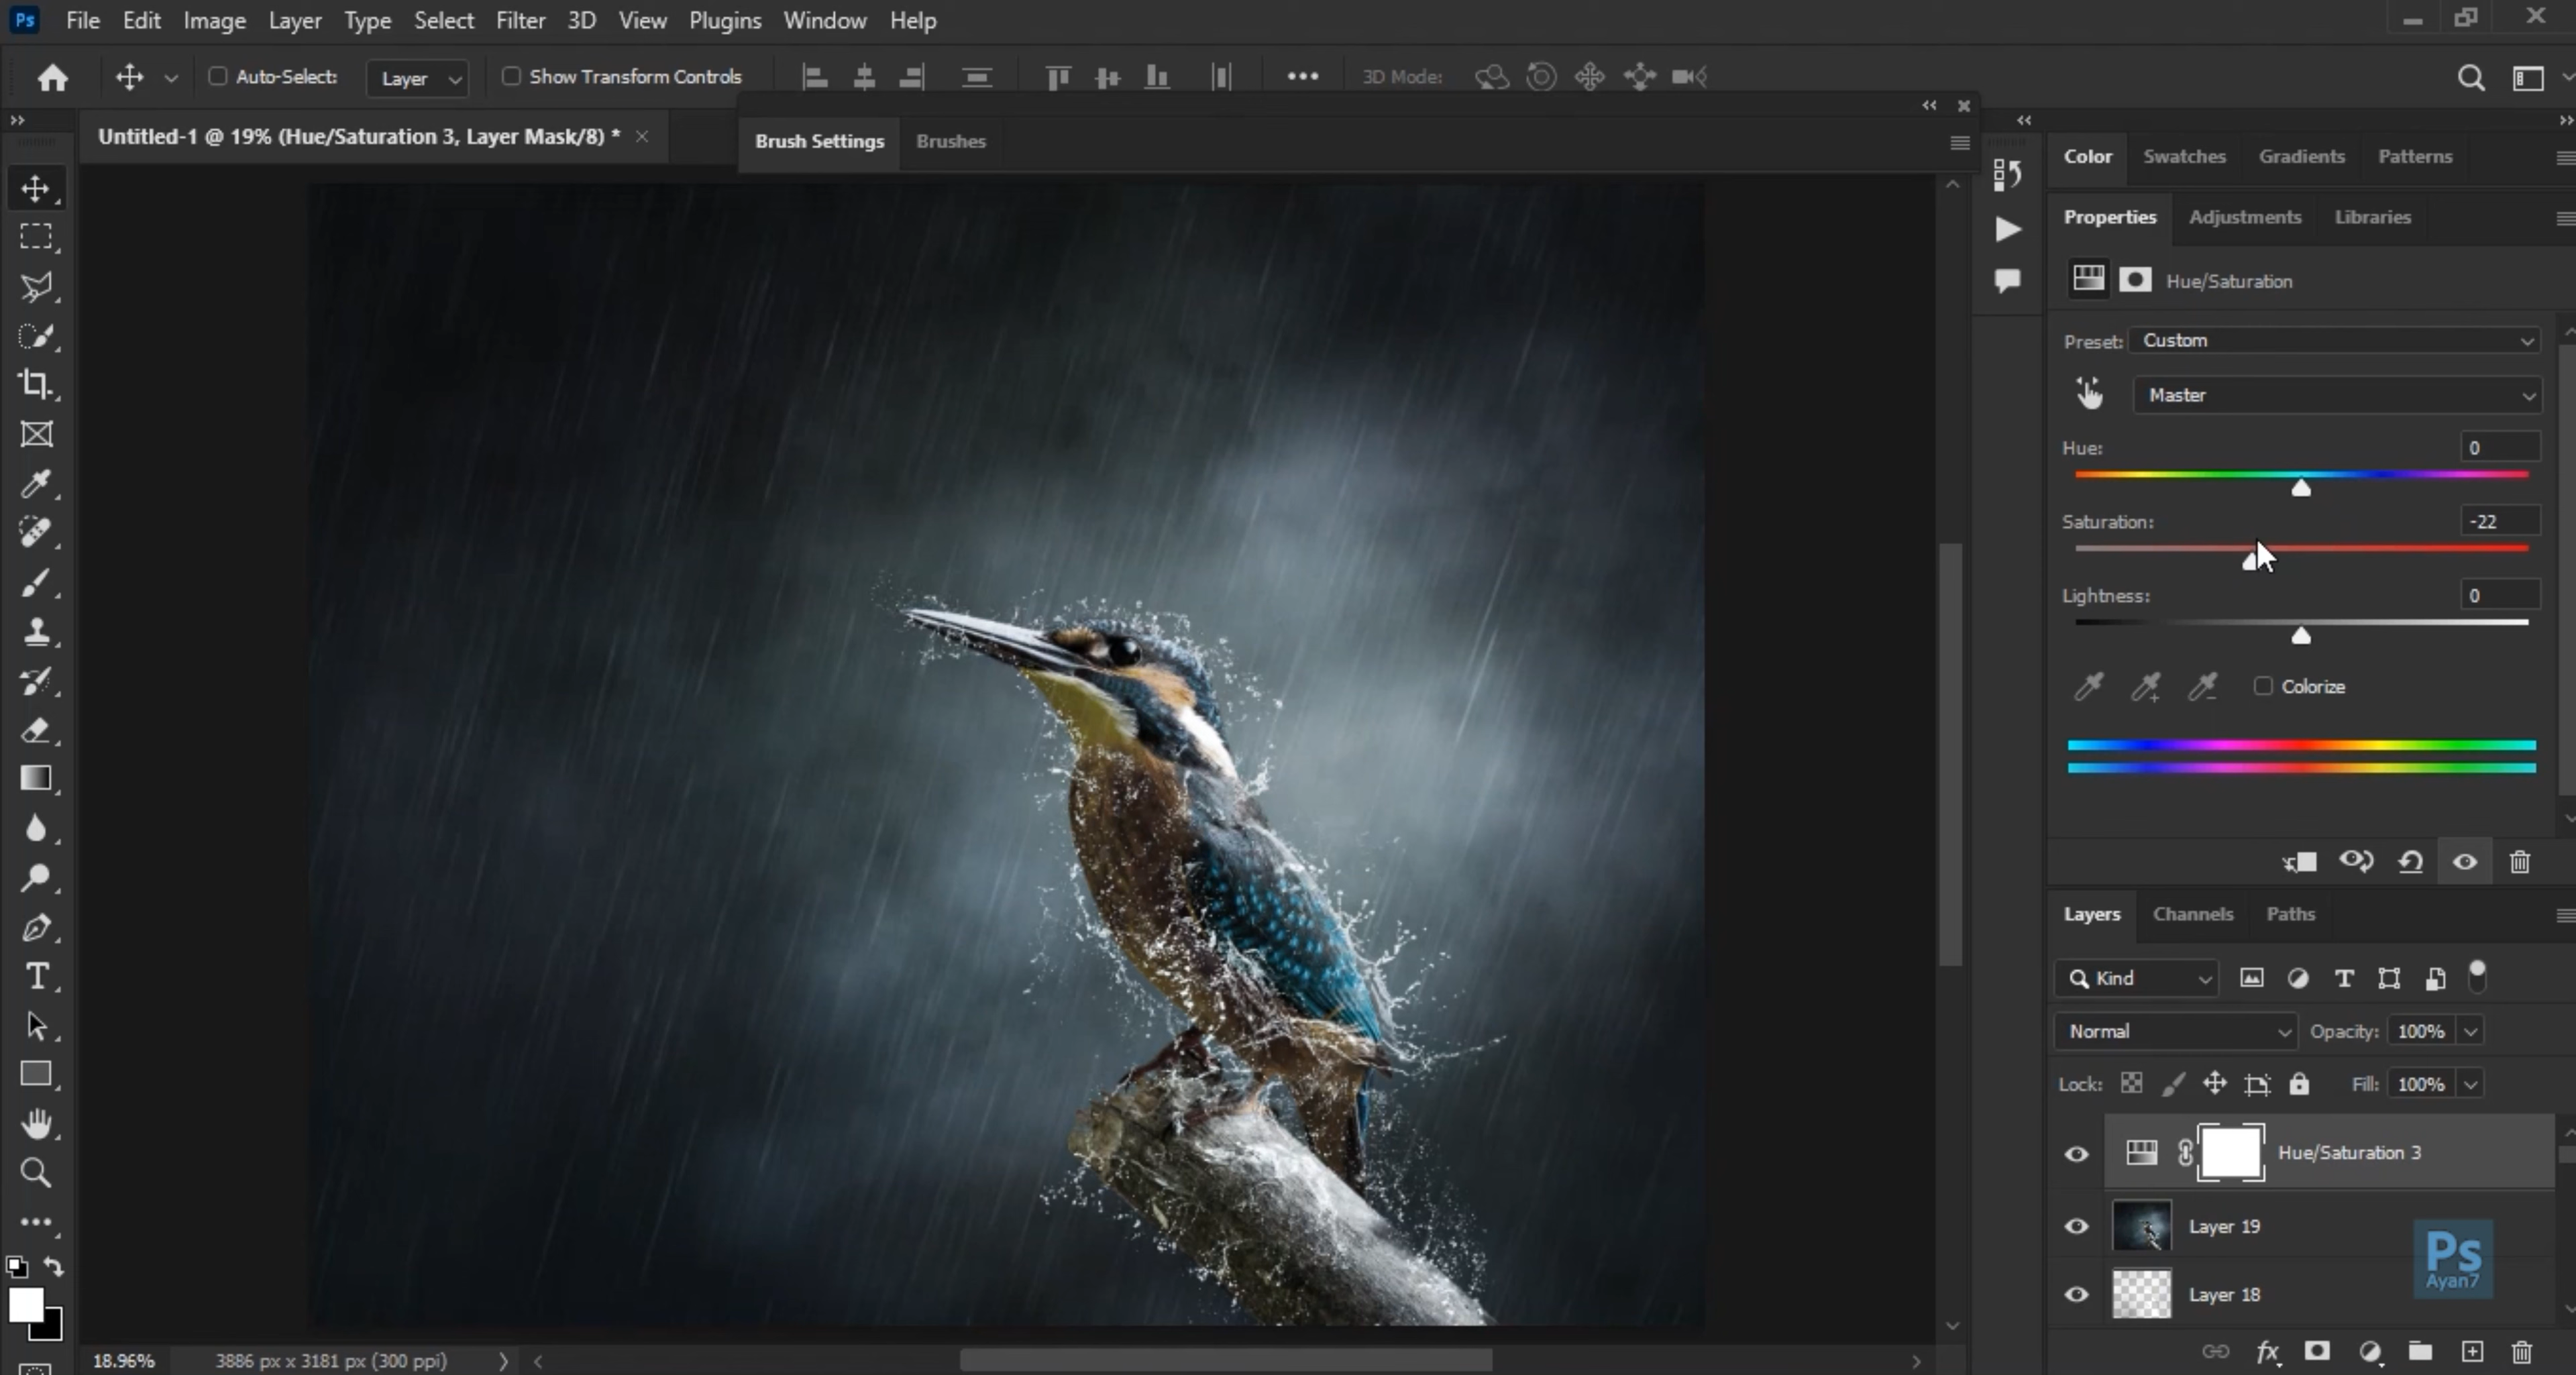 Ps File Edit Image Layer Type Select Filter 3D View Plugins Window Help
Auto-Select: Layer Show Transform Controls 3D Mode:
Untitled-1 @ 19% (Hue/Saturation 3, Layer Mask/8) *
Brush Settings Brushes
Color Swatches Gradients Patterns
Properties Adjustments Libraries
Hue/Saturation
Preset: Custom
Master
Hue: 0
Saturation: -22
Lightness: 0
Colorize
Layers Channels Paths
Kind
Normal Opacity: 100%
Lock: Fill: 100%
Hue/Saturation 3
Layer 19
Layer 18
Ps
Ayan7
18.96% 3886 px x 3181 px (300 ppi)